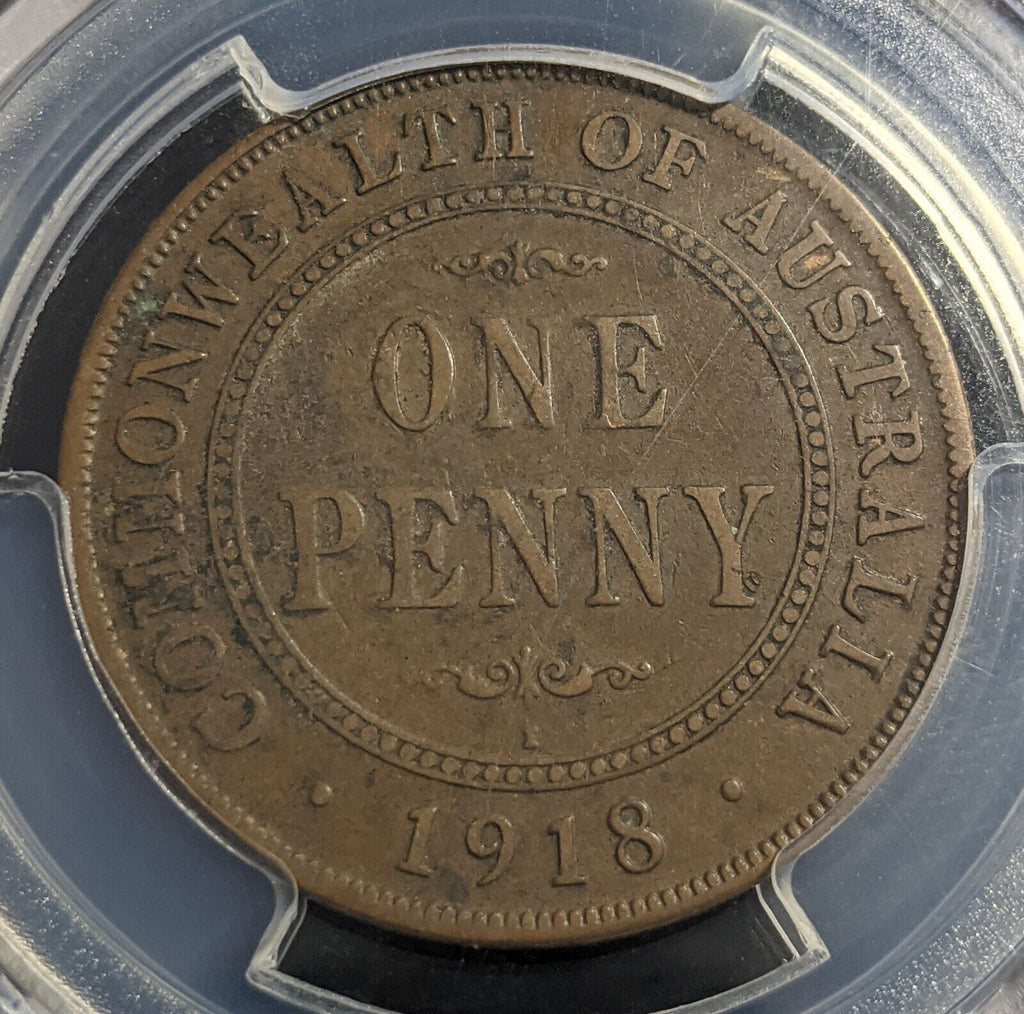 COMMONWEALTH OF AUSTRALIA
ONE
PENNY
I
1918